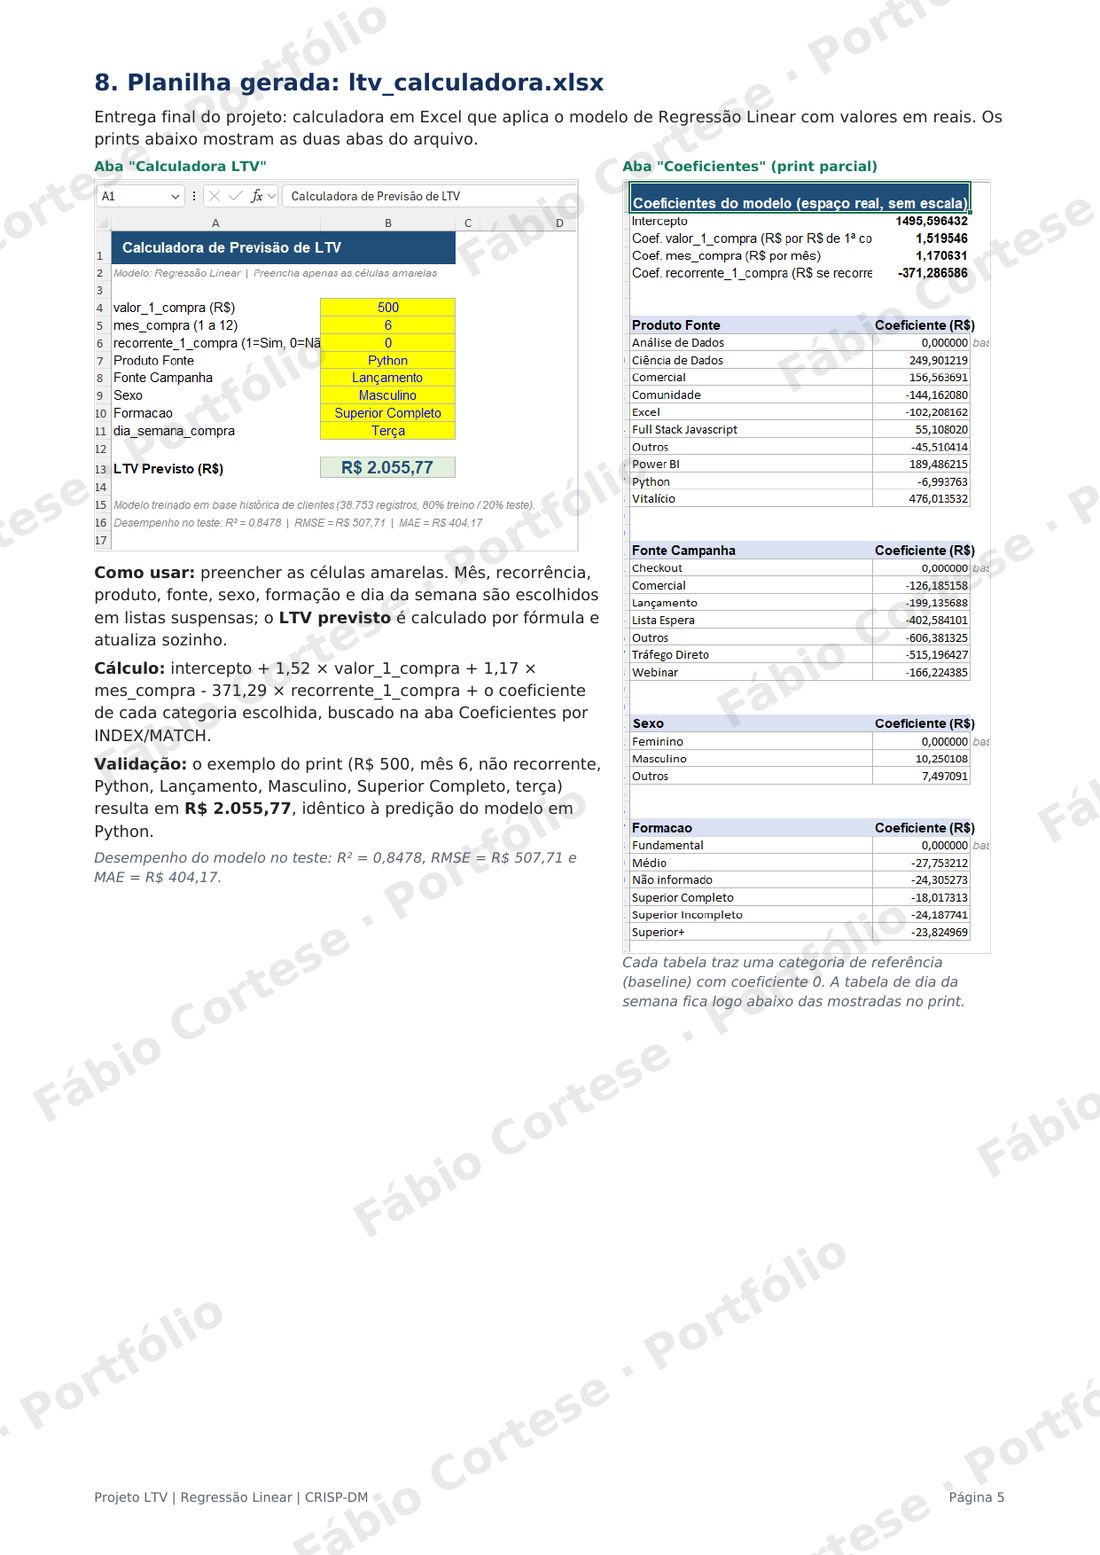 8. Planilha gerada: ltv_calculadora.xlsx
Entrega final do projeto: calculadora em Excel que aplica o modelo de Regressão Linear com valores em reais. Os
prints abaixo mostram as duas abas do arquivo.
Aba "Calculadora LTV"
A1
fx
Calculadora de Previsão de LTV
A B C D
1 Calculadora de Previsão de LTV
2 Modelo: Regressão Linear | Preencha apenas as células amarelas
3
4 valor_1_compra (R$) 500
5 mes_compra (1 a 12) 6
6 recorrente_1_compra (1=Sim, 0=Nã 0
7 Produto Fonte Python
8 Fonte Campanha Lançamento
9 Sexo Masculino
10 Formacao Superior Completo
11 dia_semana_compra Terça
12
13 LTV Previsto (R$) R$ 2.055,77
14
15 Modelo treinado em base histórica de clientes (38.753 registros, 80% treino / 20% teste).
16 Desempenho no teste: R² = 0,8478 | RMSE = R$ 507,71 | MAE = R$ 404,17
17
Como usar: preencher as células amarelas. Mês, recorrência,
produto, fonte, sexo, formação e dia da semana são escolhidos
em listas suspensas; o LTV previsto é calculado por fórmula e
atualiza sozinho.
Cálculo: intercepto + 1,52 × valor_1_compra + 1,17 ×
mes_compra - 371,29 × recorrente_1_compra + o coeficiente
de cada categoria escolhida, buscado na aba Coeficientes por
INDEX/MATCH.
Validação: o exemplo do print (R$ 500, mês 6, não recorrente,
Python, Lançamento, Masculino, Superior Completo, terça)
resulta em R$ 2.055,77, idêntico à predição do modelo em
Python.
Desempenho do modelo no teste: R² = 0,8478, RMSE = R$ 507,71 e
MAE = R$ 404,17.
Aba "Coeficientes" (print parcial)
Coeficientes do modelo (espaço real, sem escala)
Intercepto 1495,596432
Coef. valor_1_compra (R$ por R$ de 1ª co 1,519546
Coef. mes_compra (R$ por mês) 1,170631
Coef. recorrente_1_compra (R$ se recorre -371,286586
Produto Fonte Coeficiente (R$)
Análise de Dados 0,000000 bas
Ciência de Dados 249,901219
Comercial 156,563691
Comunidade -144,162080
Excel -102,208162
Full Stack Javascript 55,108020
Outros -45,510414
Power BI 189,486215
Python -6,993763
Vitalício 476,013532
Fonte Campanha Coeficiente (R$)
Checkout 0,000000 bas
Comercial -126,185158
Lançamento -199,135688
Lista Espera -402,584101
Outros -606,381325
Tráfego Direto -515,196427
Webinar -166,224385
Sexo Coeficiente (R$)
Feminino 0,000000 bas
Masculino 10,250108
Outros 7,497091
Formacao Coeficiente (R$)
Fundamental 0,000000 bas
Médio -27,753212
Não informado -24,305273
Superior Completo -18,017313
Superior Incompleto -24,187741
Superior+ -23,824969
Cada tabela traz uma categoria de referência
(baseline) com coeficiente 0. A tabela de dia da
semana fica logo abaixo das mostradas no print.
Fábio Cortese · Portfólio
Projeto LTV | Regressão Linear | CRISP-DM
Página 5